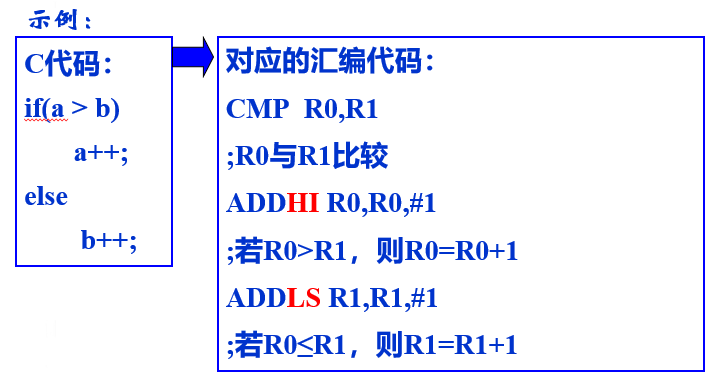 示例：
C代码：
if(a > b)
a++;
else
b++;
对应的汇编代码：
CMP R0,R1
;R0与R1比较
ADDHI R0,R0,#1
;若R0>R1，则R0=R0+1
ADDLS R1,R1,#1
;若R0≤R1，则R1=R1+1